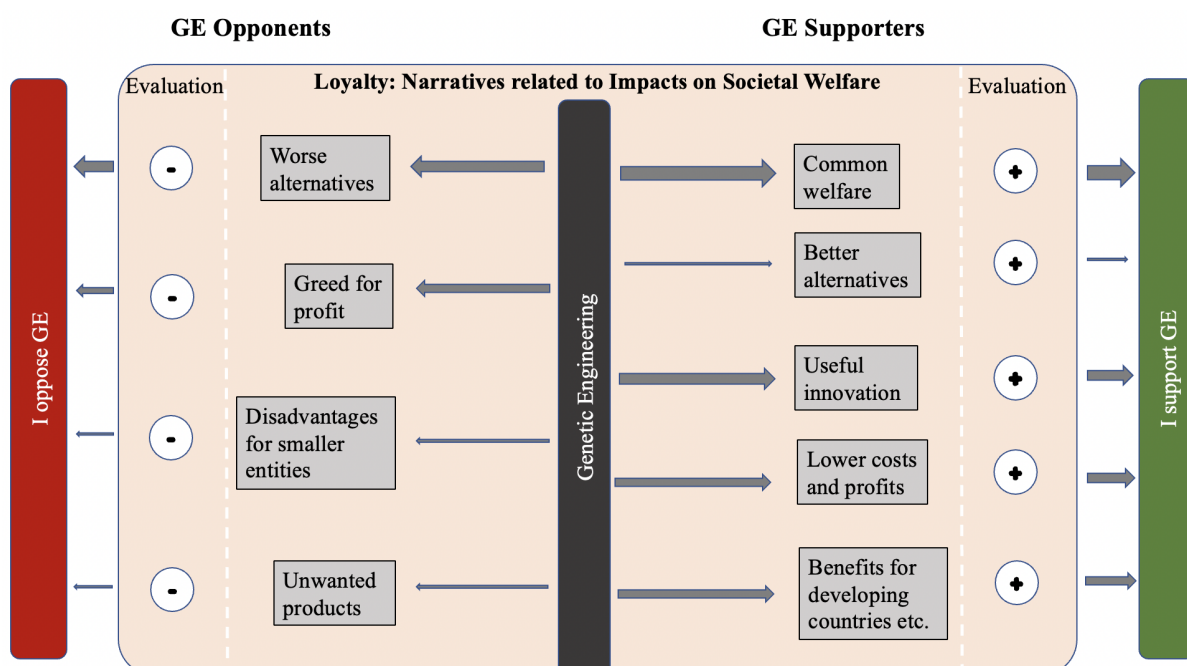 GE Opponents
GE Supporters
Loyalty: Narratives related to Impacts on Societal Welfare
Evaluation
Evaluation
I oppose GE
-
Worse
alternatives
-
Greed for
profit
-
Disadvantages
for smaller
entities
-
Unwanted
products
Genetic Engineering
Common
welfare
+
Better
alternatives
+
Useful
innovation
+
Lower costs
and profits
+
Benefits for
developing
countries etc.
+
I support GE